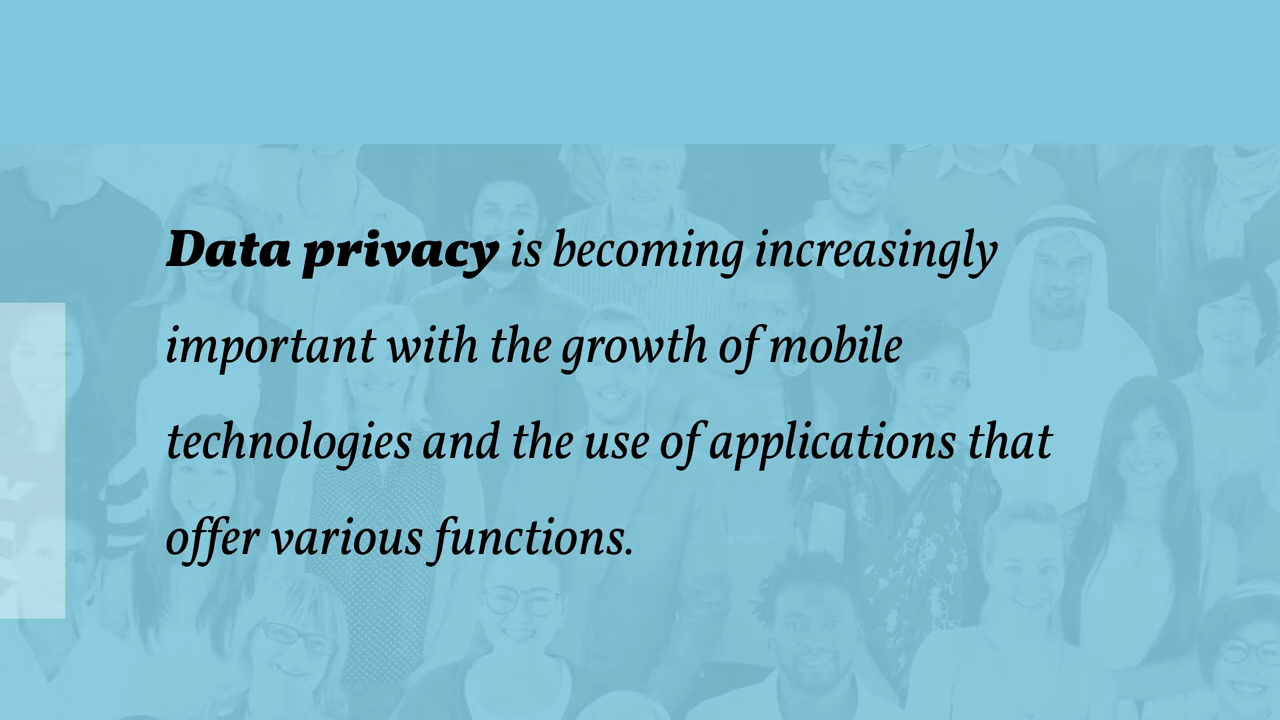 Data privacy is becoming increasingly
important with the growth of mobile
technologies and the use of applications that
offer various functions.